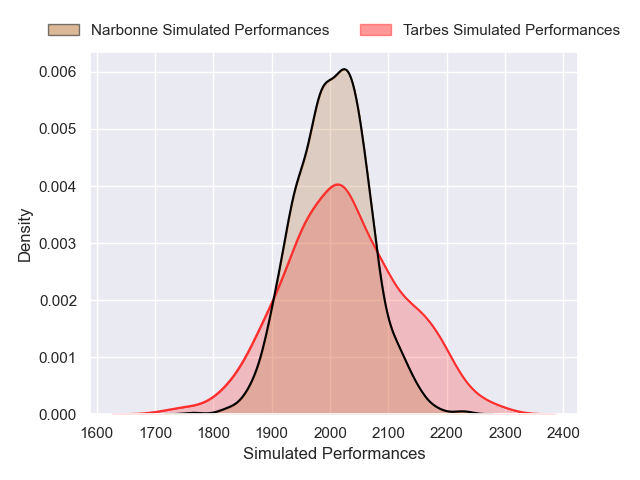 Narbonne Simulated Performances
Tarbes Simulated Performances
0.006
0.005
0.004
0.003
0.002
0.001
0.000
Density
1600 1700 1800 1900 2000 2100 2200 2300 2400
Simulated Performances